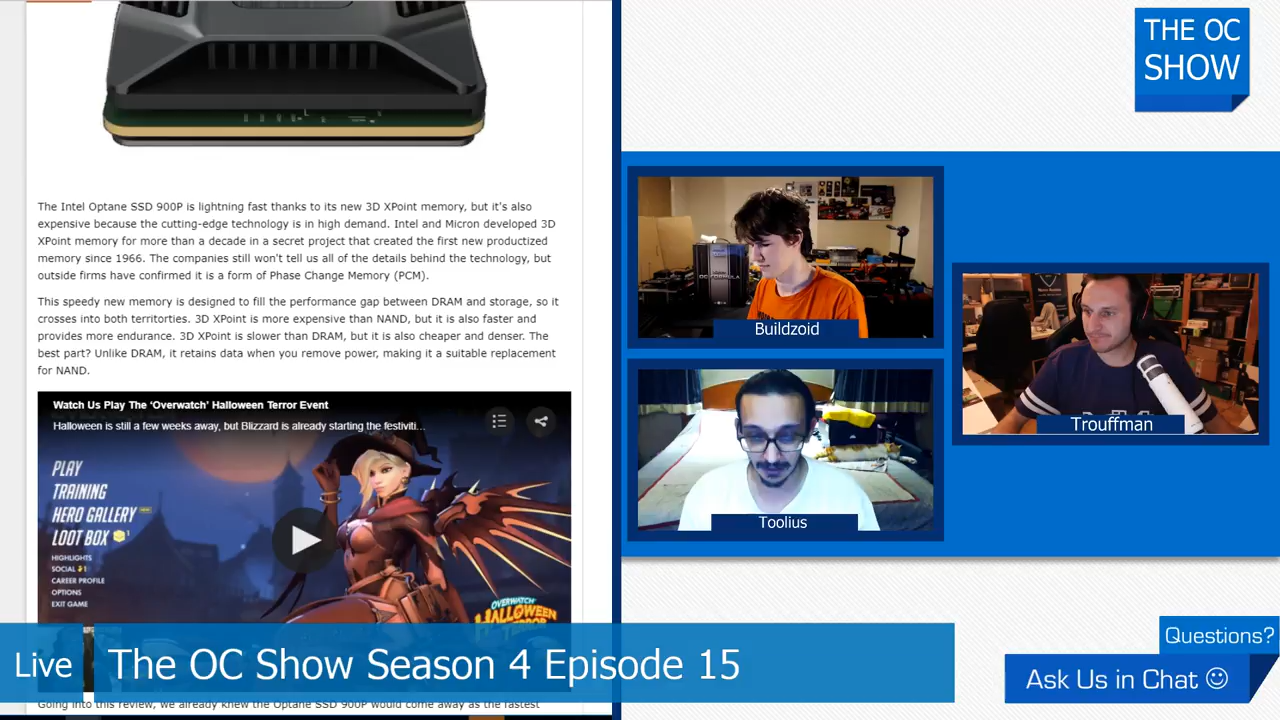 The Intel Optane SSD 900P is lightning fast thanks to its new 3D XPoint memory, but it's also
expensive because the cutting-edge technology is in high demand. Intel and Micron developed 3D
XPoint memory for more than a decade in a secret project that created the first new productized
memory since 1966. The companies still won't tell us all of the details behind the technology, but
outside firms have confirmed it is a form of Phase Change Memory (PCM).
This speedy new memory is designed to fill the performance gap between DRAM and storage, so it
crosses into both territorties. 3D XPoint is more expensive than NAND, but it is also faster and
provides more endurance. 3D XPoint is slower than DRAM, but it is also cheaper and denser. The
best part? Unlike DRAM, it retains data when you remove power, making it a suitable replacement
for NAND.
Watch Us Play The ‘Overwatch’ Halloween Terror Event
Halloween is still a few weeks away, but Blizzard is already starting the festiviti...
PLAY
TRAINING
HERO GALLERY
LOOT BOX
HIGHLIGHTS
SOCIAL 1
CAREER PROFILE
OPTIONS
EXIT GAME
OVERWATCH
HALLOWEEN
Going into this review, we already knew the Optane SSD 900P would come away as the fastest
THE OC
SHOW
OC FORMULA
Buildzoid
Toolius
Trouffman
Live
The OC Show Season 4 Episode 15
Questions?
Ask Us in Chat ☺